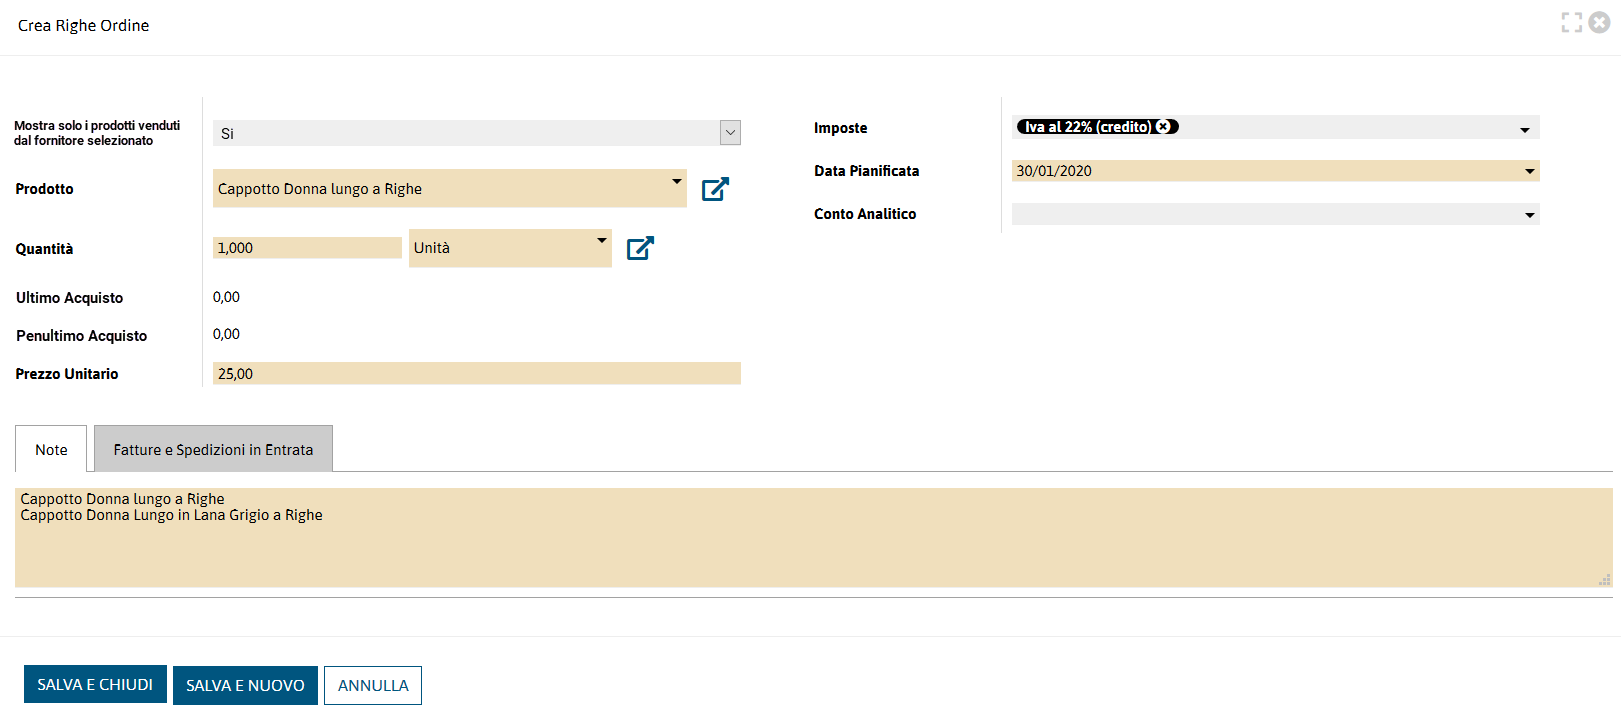 Crea Righe Ordine
Mostra solo i prodotti venduti
dal fornitore selezionato
Si
Prodotto
Cappotto Donna lungo a Righe
Quantità
1,000
Unità
Ultimo Acquisto
0,00
Penultimo Acquisto
0,00
Prezzo Unitario
25,00
Imposte
Iva al 22% (credito)
Data Pianificata
30/01/2020
Conto Analitico
Note
Fatture e Spedizioni in Entrata
Cappotto Donna lungo a Righe
Cappotto Donna Lungo in Lana Grigio a Righe
SALVA E CHIUDI
SALVA E NUOVO
ANNULLA